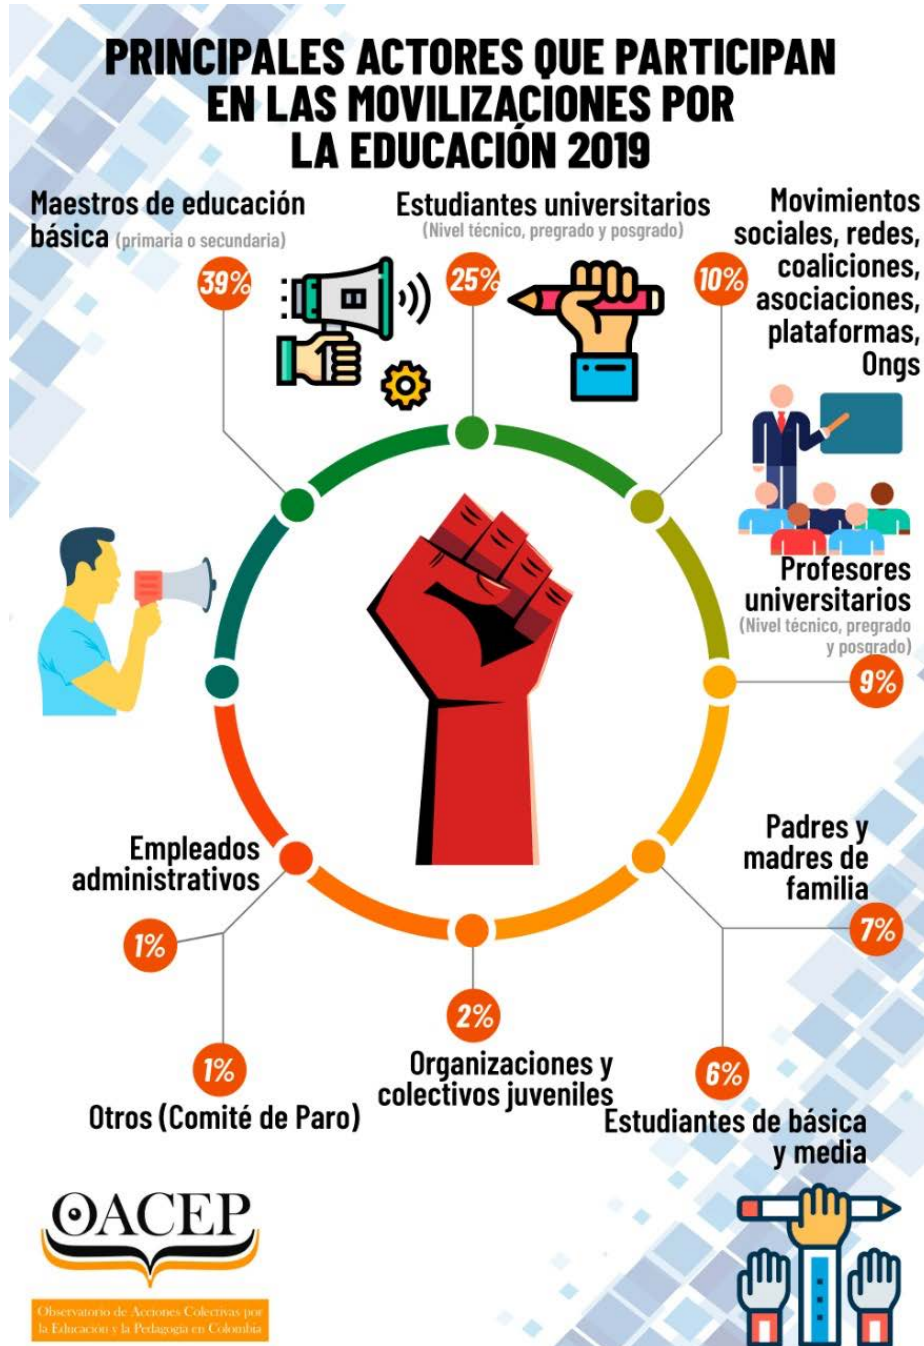 PRINCIPALES ACTORES QUE PARTICIPAN
EN LAS MOVILIZACIONES POR
LA EDUCACIÓN 2019
Maestros de educación
básica (primaria o secundaria)
39%
Estudiantes universitarios
(Nivel técnico, pregrado y posgrado)
25%
Movimientos
sociales, redes,
coaliciones,
asociaciones,
plataformas,
Ongs
10%
Profesores
universitarios
(Nivel técnico, pregrado
y posgrado)
9%
Padres y
madres de
familia
7%
6%
Estudiantes de básica
y media
2%
Organizaciones y
colectivos juveniles
Empleados
administrativos
1%
1%
Otros (Comité de Paro)
OACEP
Observatorio de Acciones Colectivas por
la Educación y la Pedagogía en Colombia